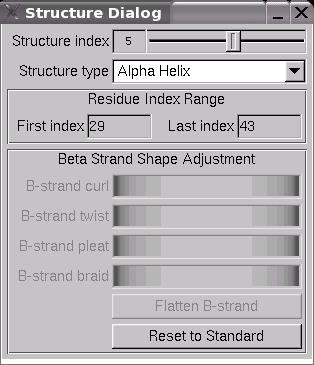 Structure Dialog
Structure index 5
Structure type Alpha Helix
Residue Index Range
First index 29 Last index 43
Beta Strand Shape Adjustment
B-strand curl
B-strand twist
B-strand pleat
B-strand braid
Flatten B-strand
Reset to Standard